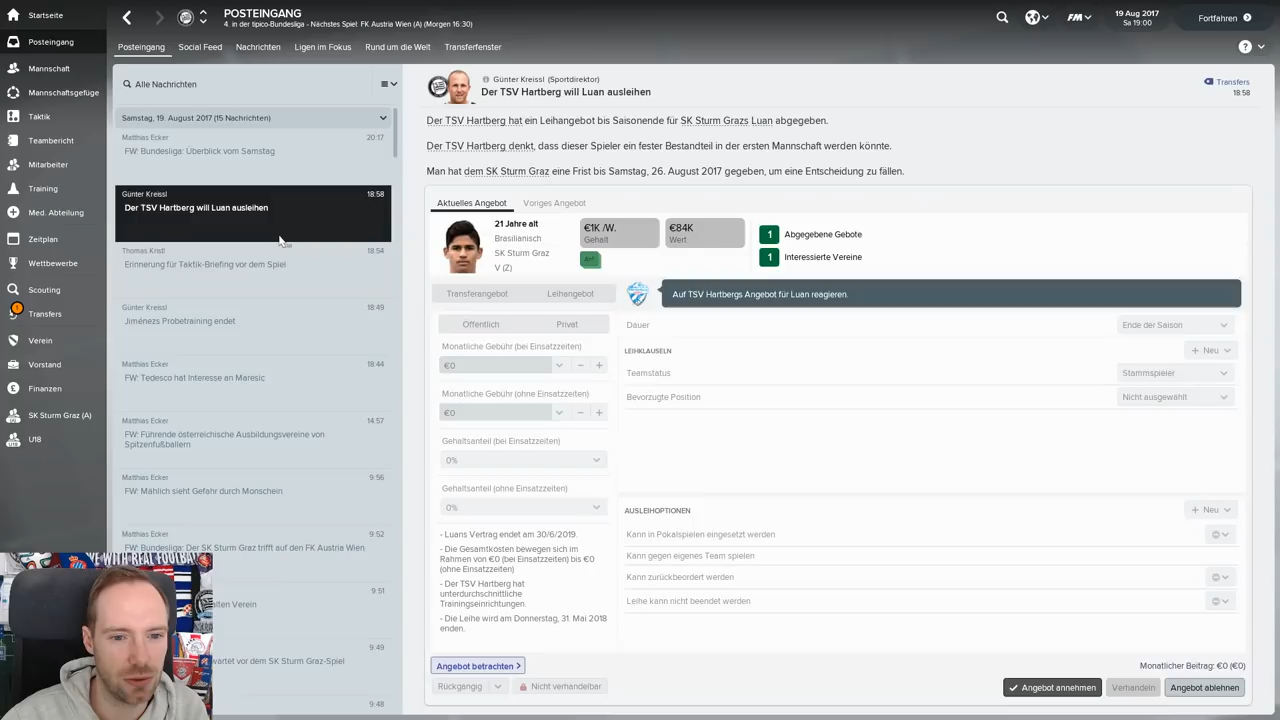 Startseite
Posteingang
Mannschaft
Mannschaftsgefüge
Taktik
Teambericht
Mitarbeiter
Training
Med. Abteilung
Zeitplan
Wettbewerbe
Scouting
1
Transfers
Verein
Vorstand
Finanzen
SK Sturm Graz (A)
U18
POSTEINGANG
4. in der tipico-Bundesliga - Nächstes Spiel: FK Austria Wien (A) (Morgen 16:30)
FM
19 Aug 2017
Sa 19:00
Fortfahren
Posteingang Social Feed Nachrichten Ligen im Fokus Rund um die Welt Transferfenster
?
Alle Nachrichten
Samstag, 19. August 2017 (15 Nachrichten)
Matthias Ecker 20:17
FW: Bundesliga: Überblick vom Samstag
Günter Kreissl 18:58
Der TSV Hartberg will Luan ausleihen
Thomas Kristl 18:54
Erinnerung für Taktik-Briefing vor dem Spiel
Günter Kreissl 18:49
Jiménezs Probetraining endet
Matthias Ecker 18:44
FW: Tedesco hat Interesse an Maresic
Matthias Ecker 14:57
FW: Führende österreichische Ausbildungsvereine von
Spitzenfußballern
Matthias Ecker 9:56
FW: Mählich sieht Gefahr durch Monschein
Matthias Ecker 9:52
FW: Bundesliga: Der SK Sturm Graz trifft auf den FK Austria Wien
9:51
alten Verein
9:49
wartet vor dem SK Sturm Graz-Spiel
9:48
Günter Kreissl (Sportdirektor)
Der TSV Hartberg will Luan ausleihen
Transfers
18:58
Der TSV Hartberg hat ein Leihangebot bis Saisonende für SK Sturm Grazs Luan abgegeben.
Der TSV Hartberg denkt, dass dieser Spieler ein fester Bestandteil in der ersten Mannschaft werden könnte.
Man hat dem SK Sturm Graz eine Frist bis Samstag, 26. August 2017 gegeben, um eine Entscheidung zu fällen.
Aktuelles Angebot Voriges Angebot
21 Jahre alt
Brasilianisch
SK Sturm Graz
V (Z)
€1K /W.
Gehalt
€84K
Wert
1 Abgegebene Gebote
1 Interessierte Vereine
Transferangebot Leihangebot
Auf TSV Hartbergs Angebot für Luan reagieren.
Öffentlich Privat
Monatliche Gebühr (bei Einsatzzeiten)
€0
Monatliche Gebühr (ohne Einsatzzeiten)
€0
Gehaltsanteil (bei Einsatzzeiten)
0%
Gehaltsanteil (ohne Einsatzzeiten)
0%
- Luans Vertrag endet am 30/6/2019.
- Die Gesamtkosten bewegen sich im
Rahmen von €0 (bei Einsatzzeiten) bis €0
(ohne Einsatzzeiten)
- Der TSV Hartberg hat
unterdurchschnittliche
Trainingseinrichtungen.
- Die Leihe wird am Donnerstag, 31. Mai 2018
enden.
Dauer Ende der Saison
LEIHKLAUSELN Neu
Teamstatus Stammspieler
Bevorzugte Position Nicht ausgewählt
AUSLEIHOPTIONEN Neu
Kann in Pokalspielen eingesetzt werden
Kann gegen eigenes Team spielen
Kann zurückbeordert werden
Leihe kann nicht beendet werden
Angebot betrachten
Monatlicher Beitrag: €0 (€0)
Rückgängig Nicht verhandelbar
Angebot annehmen Verhandeln Angebot ablehnen